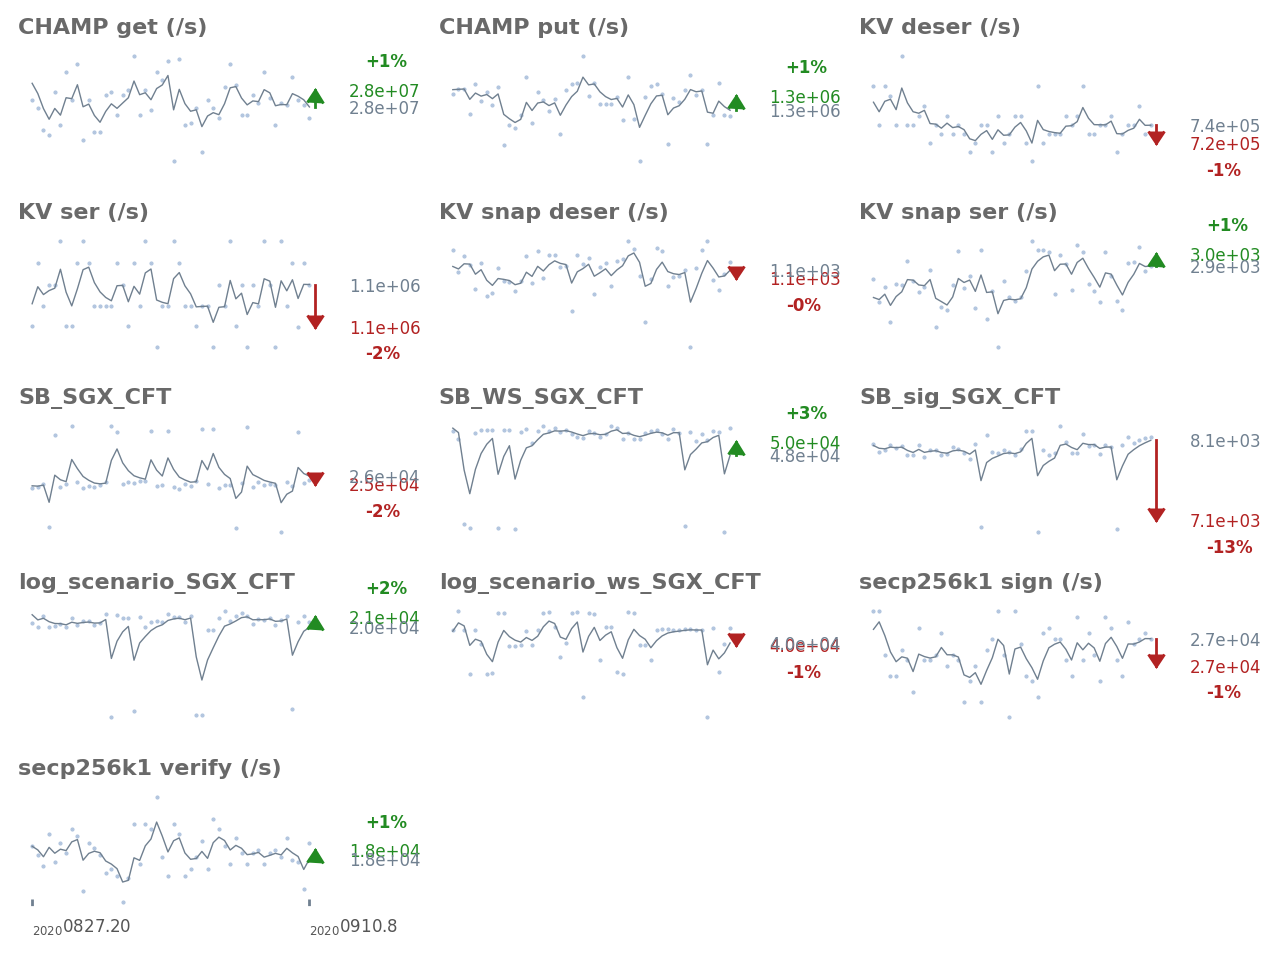 CHAMP get (/s)
+1%
2.8e+07
2.8e+07
CHAMP put (/s)
+1%
1.3e+06
1.3e+06
KV deser (/s)
7.4e+05
7.2e+05
-1%
KV ser (/s)
1.1e+06
1.1e+06
-2%
KV snap deser (/s)
1.1e+03
1.1e+03
-0%
KV snap ser (/s)
+1%
3.0e+03
2.9e+03
SB_SGX_CFT
2.6e+04
2.5e+04
-2%
SB_WS_SGX_CFT
+3%
5.0e+04
4.8e+04
SB_sig_SGX_CFT
8.1e+03
7.1e+03
-13%
log_scenario_SGX_CFT
+2%
2.1e+04
2.0e+04
log_scenario_ws_SGX_CFT
4.0e+04
-1%
secp256k1 sign (/s)
2.7e+04
2.7e+04
-1%
secp256k1 verify (/s)
+1%
1.8e+04
1.8e+04
20200827.20
20200910.8